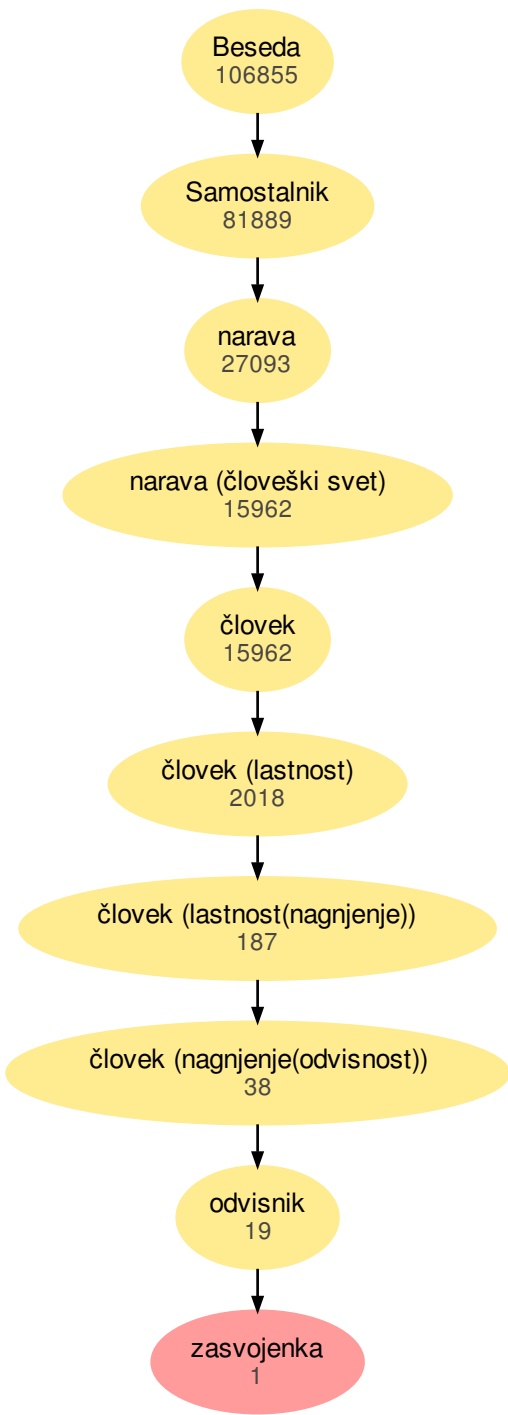 Beseda
106855
Samostalnik
81889
narava
27093
narava (človeški svet)
15962
človek
15962
človek (lastnost)
2018
človek (lastnost(nagnjenje))
187
človek (nagnjenje(odvisnost))
38
odvisnik
19
zasvojenka
1